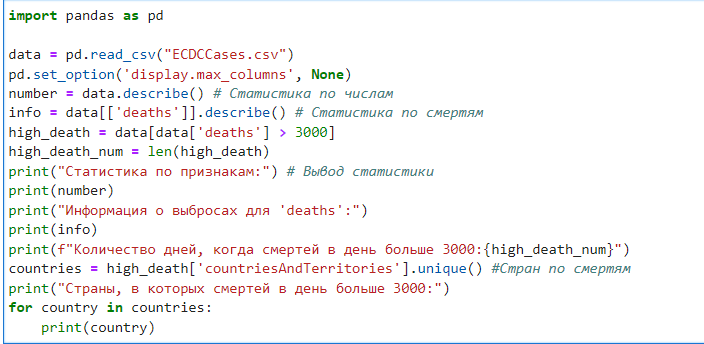 import pandas as pd
data = pd.read_csv("ECDCCases.csv")
pd.set_option('display.max_columns', None)
number = data.describe() # Статистика по числам
info = data[['deaths']].describe() # Статистика по смертям
high_death = data[data['deaths'] > 3000]
high_death_num = len(high_death)
print("Статистика по признакам:") # Вывод статистики
print(number)
print("Информация о выбросах для 'deaths':")
print(info)
print(f"Количество дней, когда смертей в день больше 3000:{high_death_num}")
countries = high_death['countriesAndTerritories'].unique() #Стран по смертям
print("Страны, в которых смертей в день больше 3000:")
for country in countries:
    print(country)